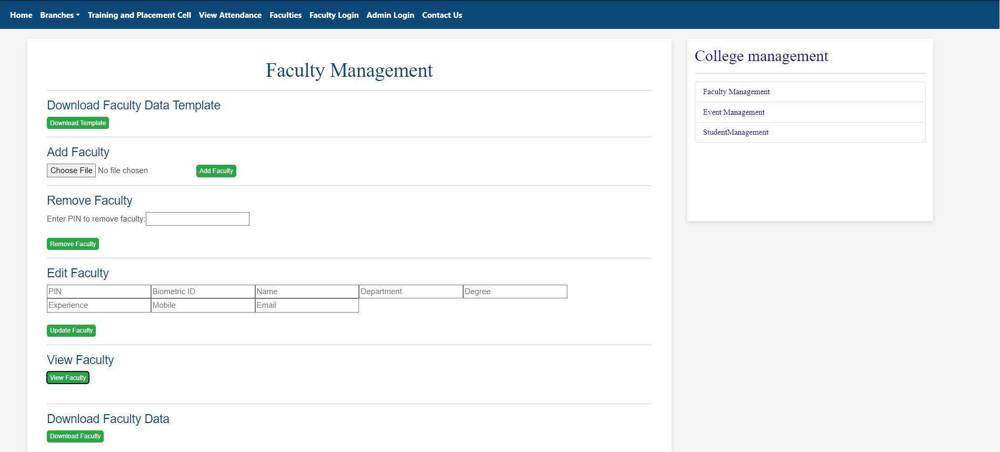 Home Branches Training and Placement Cell View Attendance Faculties Faculty Login Admin Login Contact Us
Faculty Management
Download Faculty Data Template
Download Template
Add Faculty
Choose File No file chosen Add Faculty
Remove Faculty
Enter PIN to remove faculty:
Remove Faculty
Edit Faculty
PIN Biometric ID Name Department Degree
Experience Mobile Email
Update Faculty
View Faculty
View Faculty
Download Faculty Data
Download Faculty
College management
Faculty Management
Event Management
StudentManagement